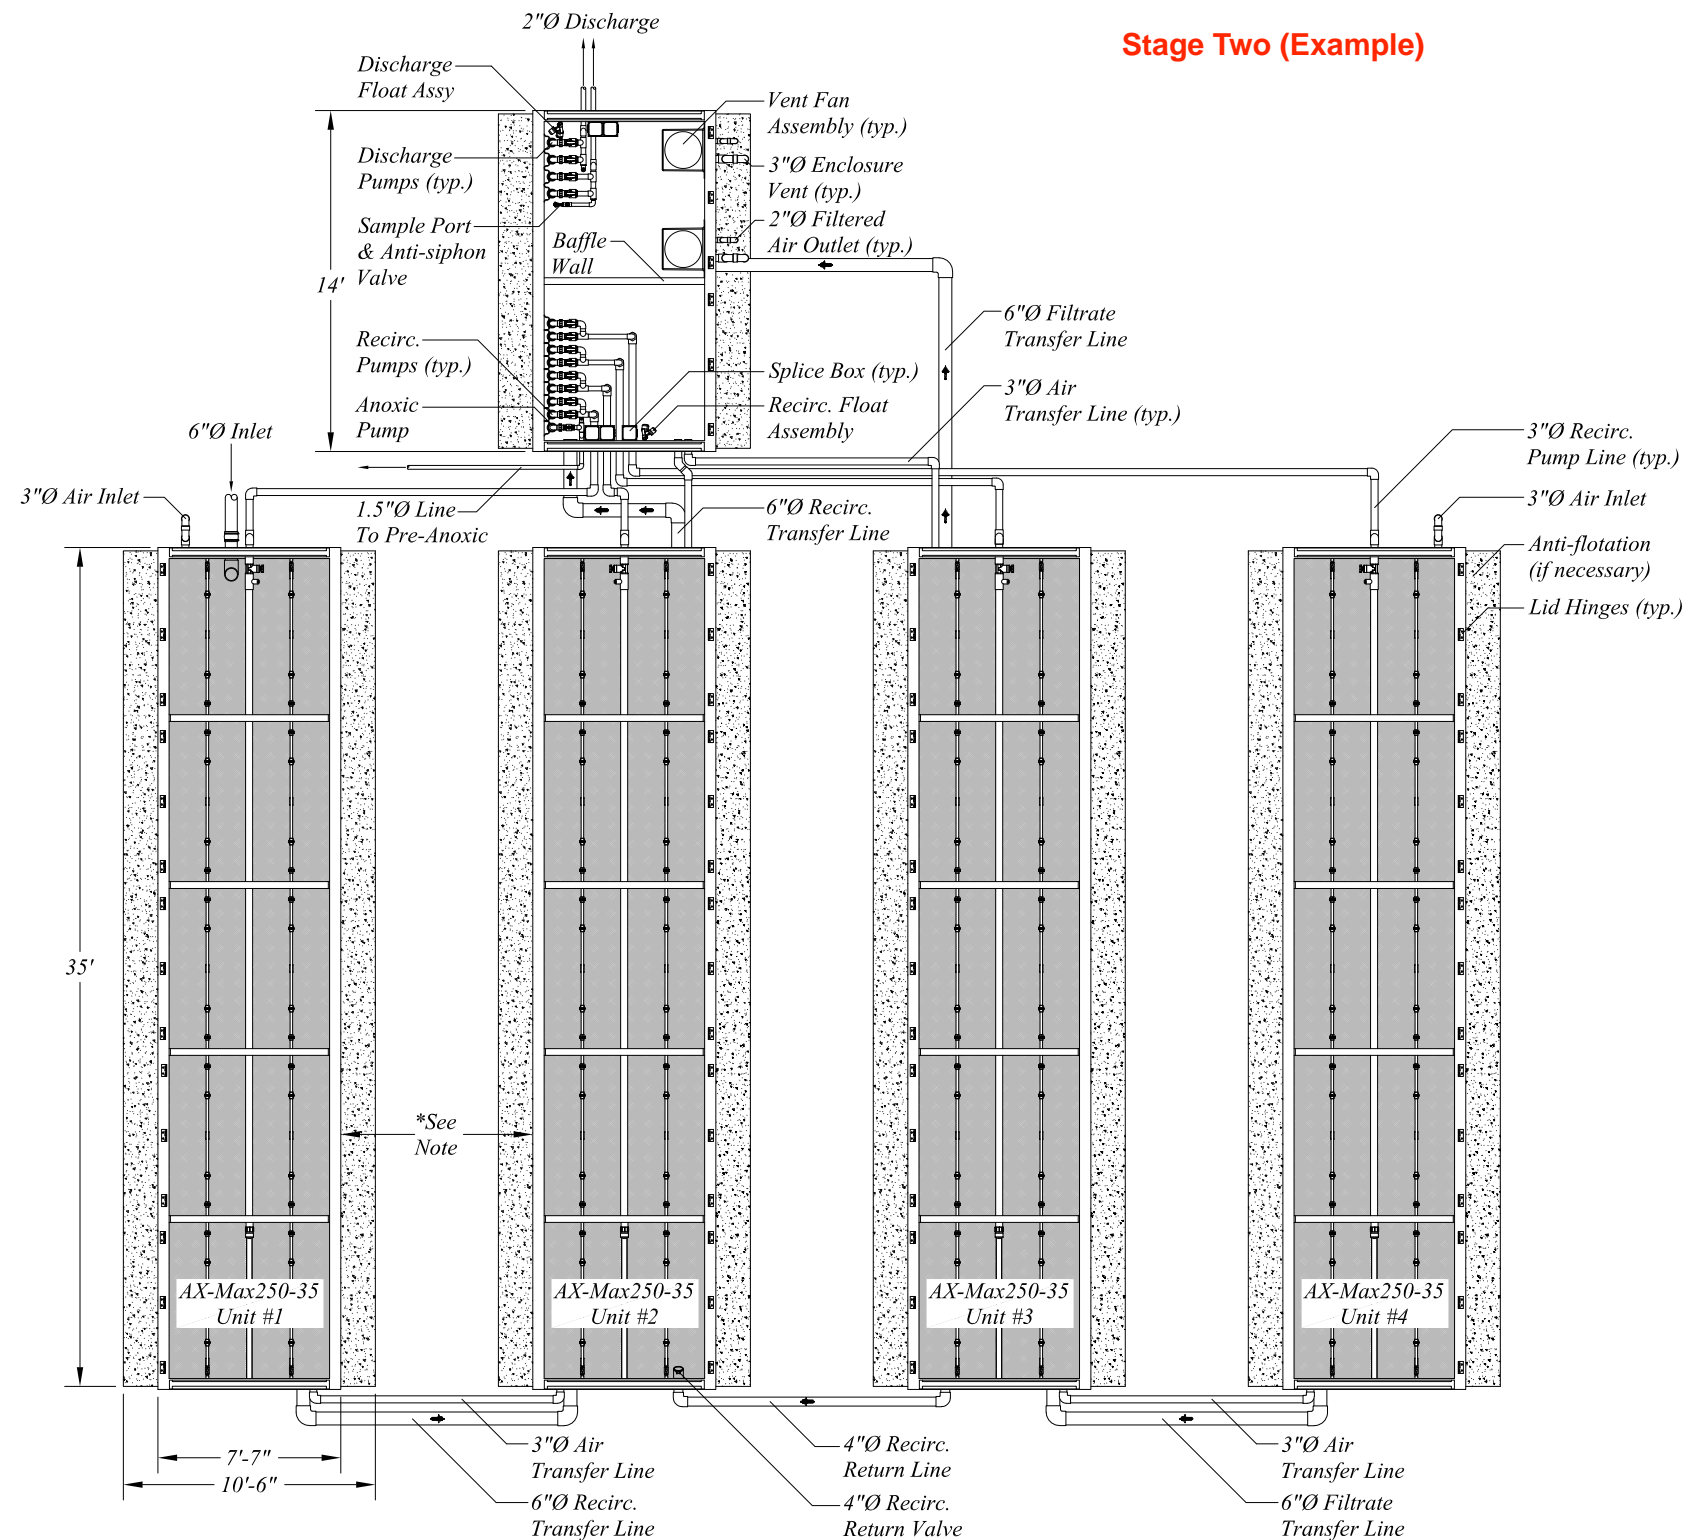 2"Ø Discharge
Stage Two (Example)
Discharge
Float Assy
Vent Fan
Assembly (typ.)
Discharge
Pumps (typ.)
3"Ø Enclosure
Vent (typ.)
Sample Port
& Anti-siphon
Valve
Baffle
Wall
2"Ø Filtered
Air Outlet (typ.)
14'
6"Ø Filtrate
Transfer Line
Recirc.
Pumps (typ.)
Splice Box (typ.)
3"Ø Air
Transfer Line (typ.)
Anoxic
Pump
Recirc. Float
Assembly
6"Ø Inlet
3"Ø Recirc.
Pump Line (typ.)
3"Ø Air Inlet
1.5"Ø Line
To Pre-Anoxic
6"Ø Recirc.
Transfer Line
3"Ø Air Inlet
Anti-flotation
(if necessary)
Lid Hinges (typ.)
35'
*See
Note
AX-Max250-35
Unit #1
AX-Max250-35
Unit #2
AX-Max250-35
Unit #3
AX-Max250-35
Unit #4
7'-7"
10'-6"
3"Ø Air
Transfer Line
6"Ø Recirc.
Transfer Line
4"Ø Recirc.
Return Line
4"Ø Recirc.
Return Valve
3"Ø Air
Transfer Line
6"Ø Filtrate
Transfer Line